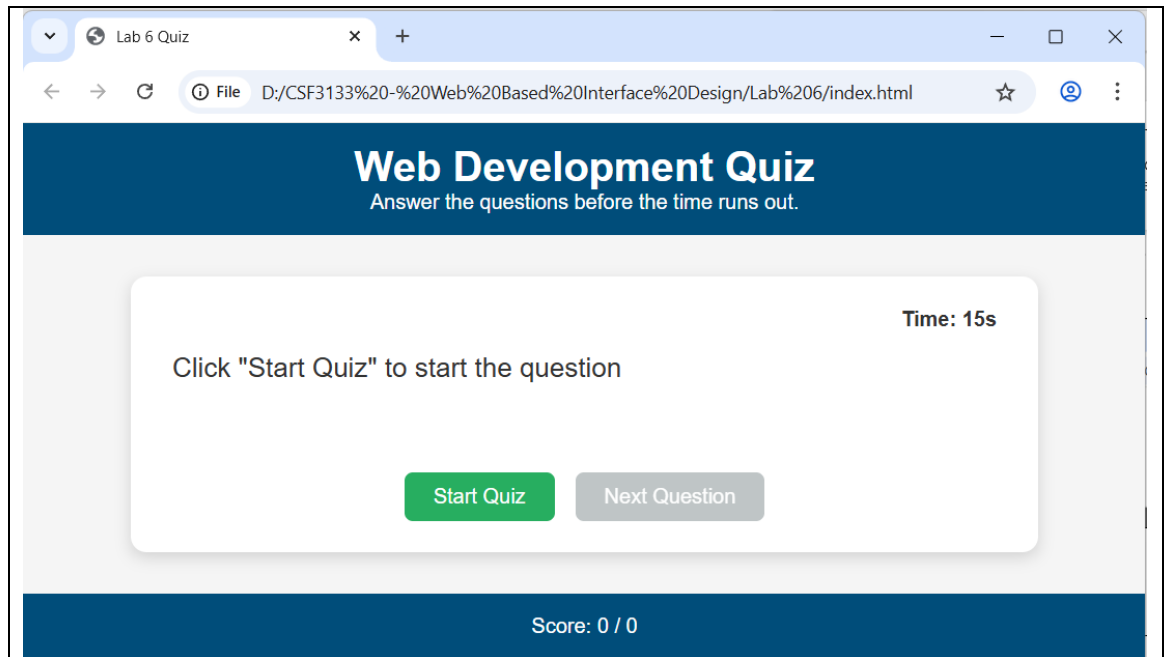 Lab 6 Quiz
File D:/CSF3133%20-%20Web%20Based%20Interface%20Design/Lab%206/index.html
Web Development Quiz
Answer the questions before the time runs out.
Time: 15s
Click "Start Quiz" to start the question
Start Quiz Next Question
Score: 0 / 0